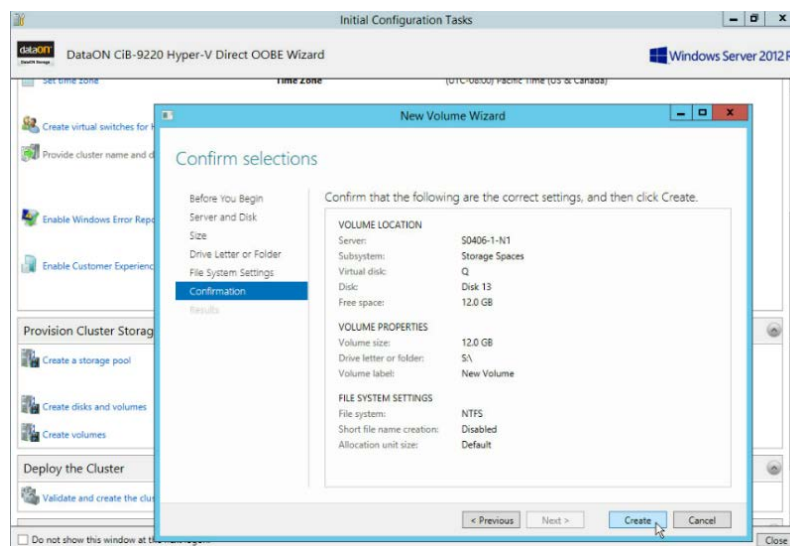 Initial Configuration Tasks
dataON
DataON CiB-9220 Hyper-V Direct OOBE Wizard
Windows Server 2012 R
Set time zone
Time Zone
(UTC-08:00) Pacific Time (US & Canada)
New Volume Wizard
Create virtual switches for H
Provide cluster name and d
Confirm selections
Before You Begin
Server and Disk
Size
Drive Letter or Folder
File System Settings
Confirmation
Results
Confirm that the following are the correct settings, and then click Create.
VOLUME LOCATION
Server: S0406-1-N1
Subsystem: Storage Spaces
Virtual disk: Q
Disk: Disk 13
Free space: 12.0 GB
VOLUME PROPERTIES
Volume size: 12.0 GB
Drive letter or folder: S:\
Volume label: New Volume
FILE SYSTEM SETTINGS
File system: NTFS
Short file name creation: Disabled
Allocation unit size: Default
Enable Windows Error Repo
Enable Customer Experienc
Provision Cluster Storag
Create a storage pool
Create disks and volumes
Create volumes
Deploy the Cluster
Validate and create the clus
< Previous
Next >
Create
Cancel
Do not show this window at
Close